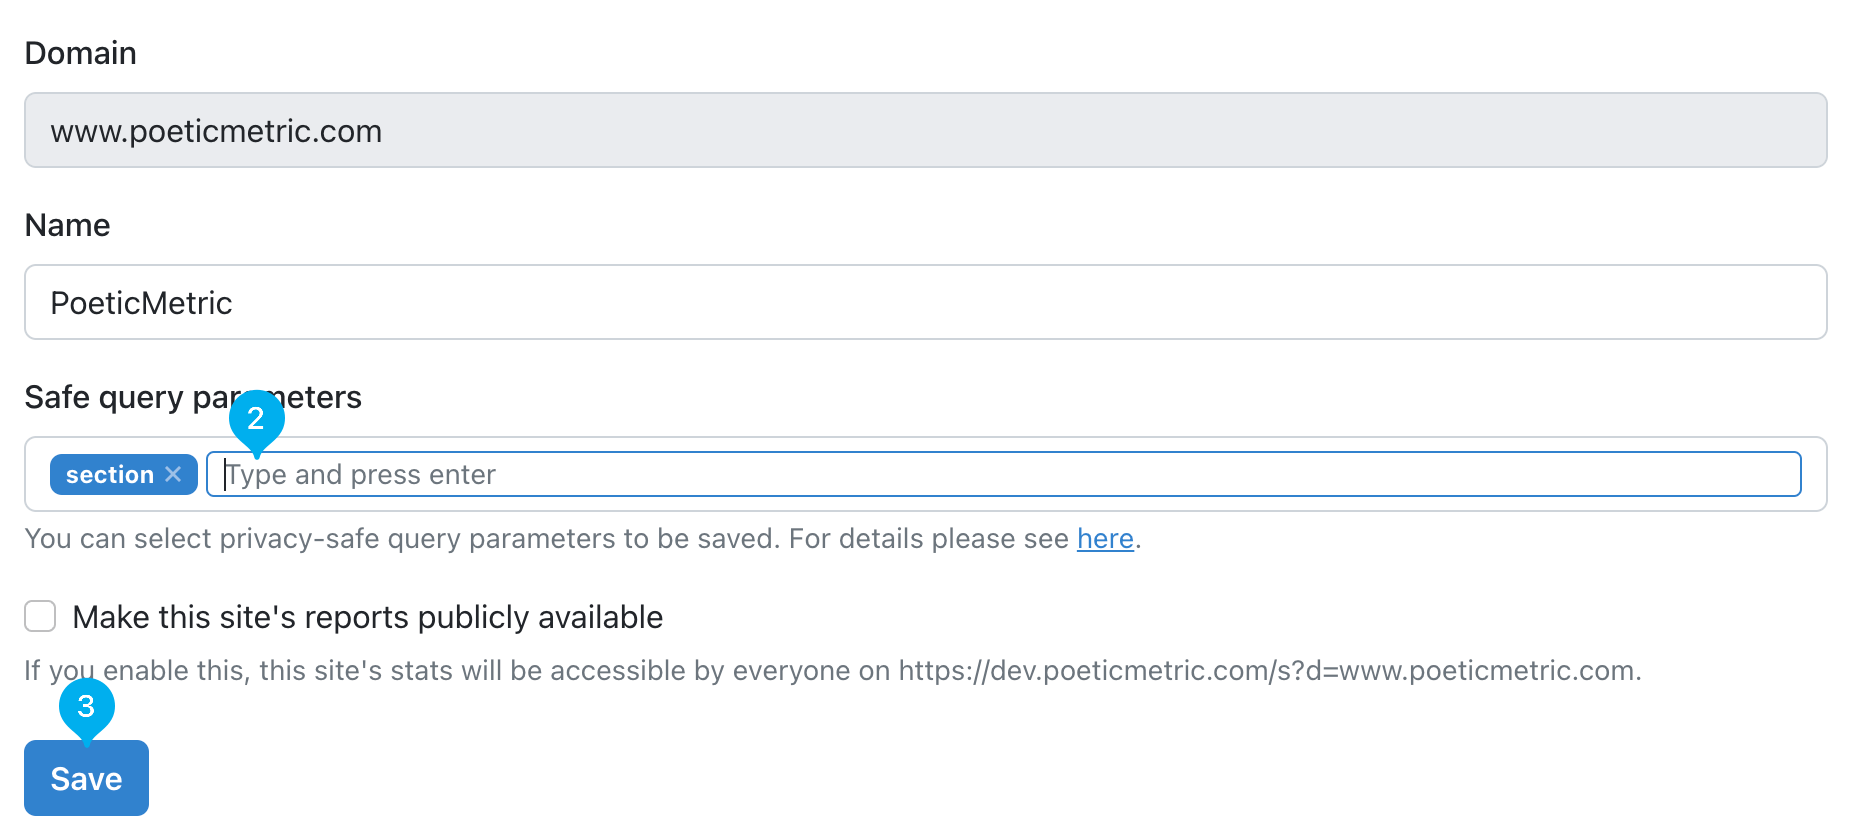 Domain
www.poeticmetric.com
Name
PoeticMetric
Safe query parameters
2
section ×
Type and press enter
You can select privacy-safe query parameters to be saved. For details please see here.
Make this site's reports publicly available
If you enable this, this site's stats will be accessible by everyone on https://dev.poeticmetric.com/s?d=www.poeticmetric.com.
3
Save